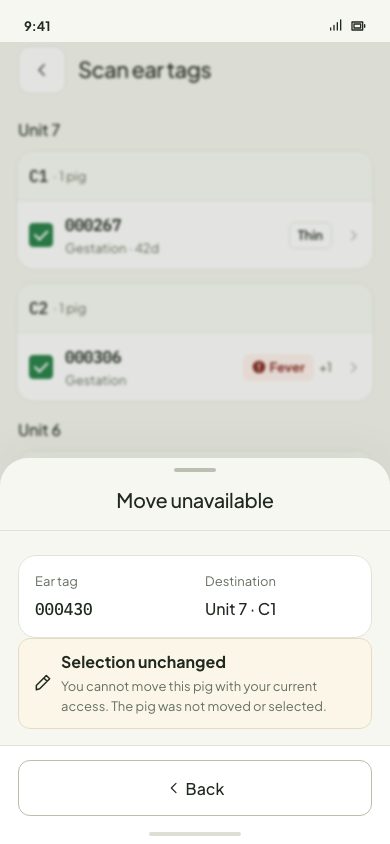 9:41
Scan ear tags
Unit 7
C1 · 1 pig
000267
Gestation · 42d
Thin
C2 · 1 pig
000306
Gestation
Fever +1
Unit 6
Move unavailable
Ear tag
Destination
000430
Unit 7 · C1
Selection unchanged
You cannot move this pig with your current
access. The pig was not moved or selected.
Back